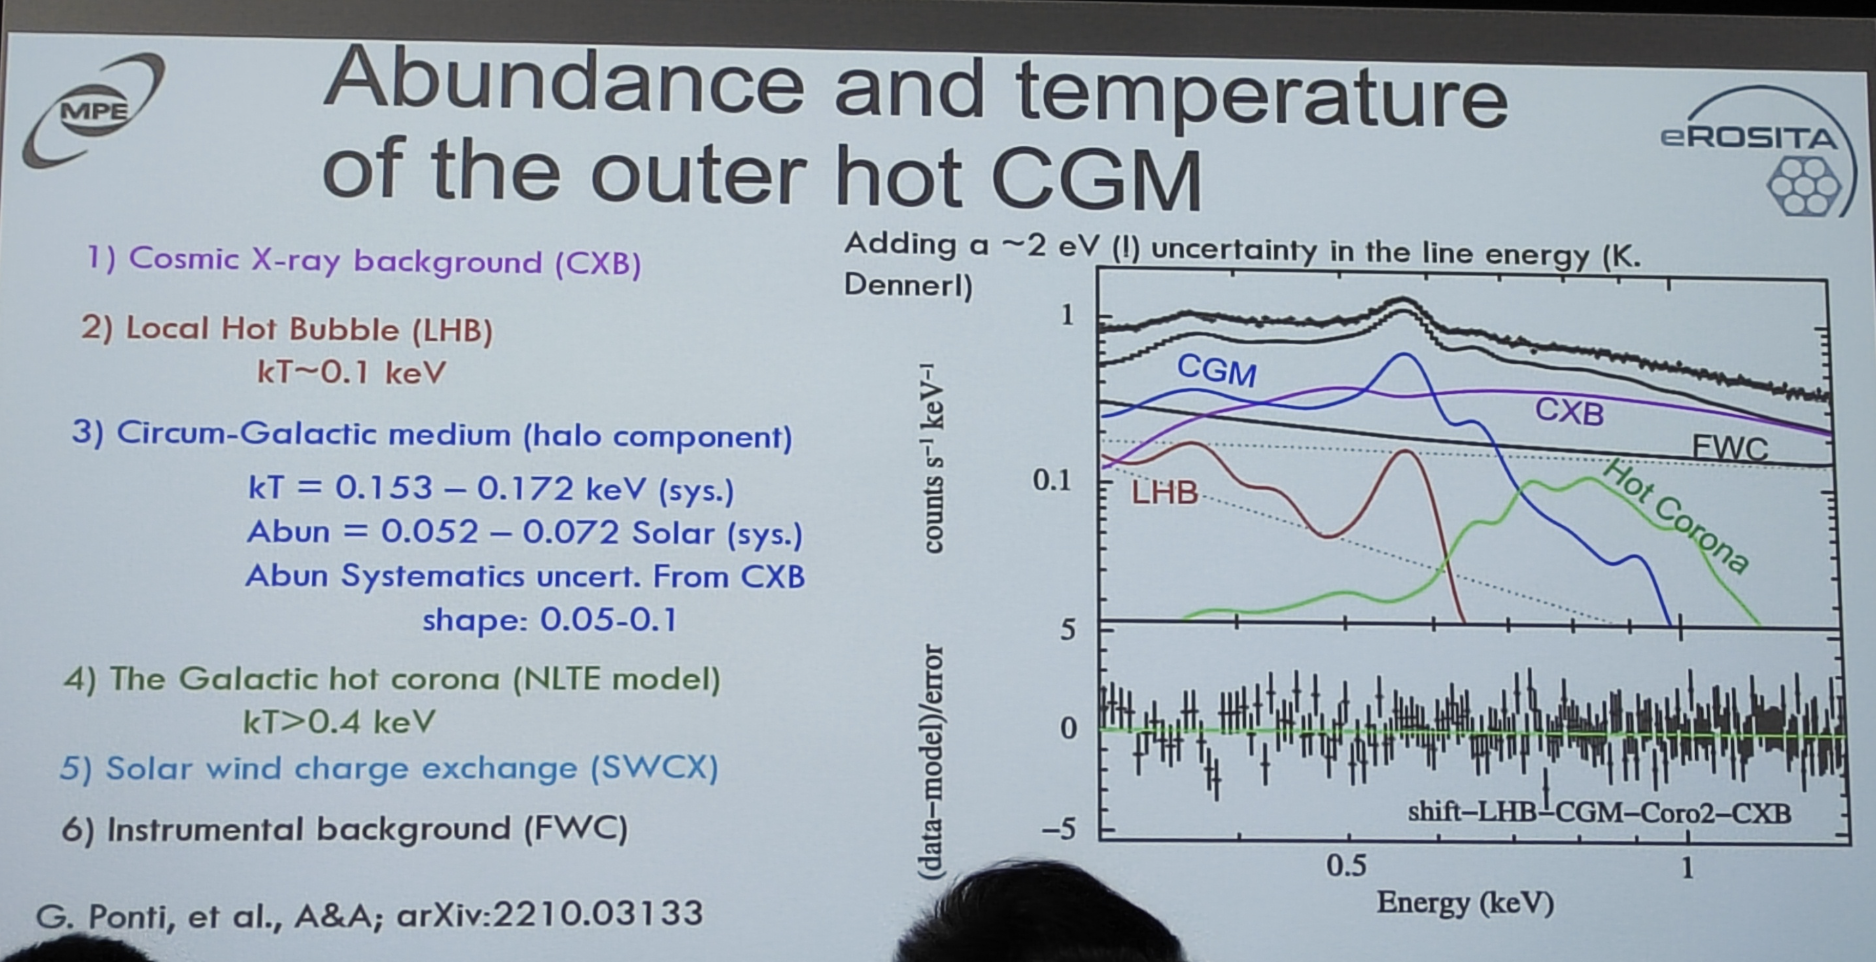 MPE
Abundance and temperature
of the outer hot CGM
eROSITA
1) Cosmic X-ray background (CXB)
2) Local Hot Bubble (LHB)
kT~0.1 keV
3) Circum-Galactic medium (halo component)
kT = 0.153 – 0.172 keV (sys.)
Abun = 0.052 – 0.072 Solar (sys.)
Abun Systematics uncert. From CXB
shape: 0.05-0.1
4) The Galactic hot corona (NLTE model)
kT>0.4 keV
5) Solar wind charge exchange (SWCX)
6) Instrumental background (FWC)
G. Ponti, et al., A&A; arXiv:2210.03133
Adding a ~2 eV (!) uncertainty in the line energy (K.
Dennerl)
counts s⁻¹ keV⁻¹
1
0.1
CGM
CXB
FWC
LHB
Hot Corona
(data–model)/error
5
0
–5
shift–LHB–CGM–Coro2–CXB
0.5
1
Energy (keV)